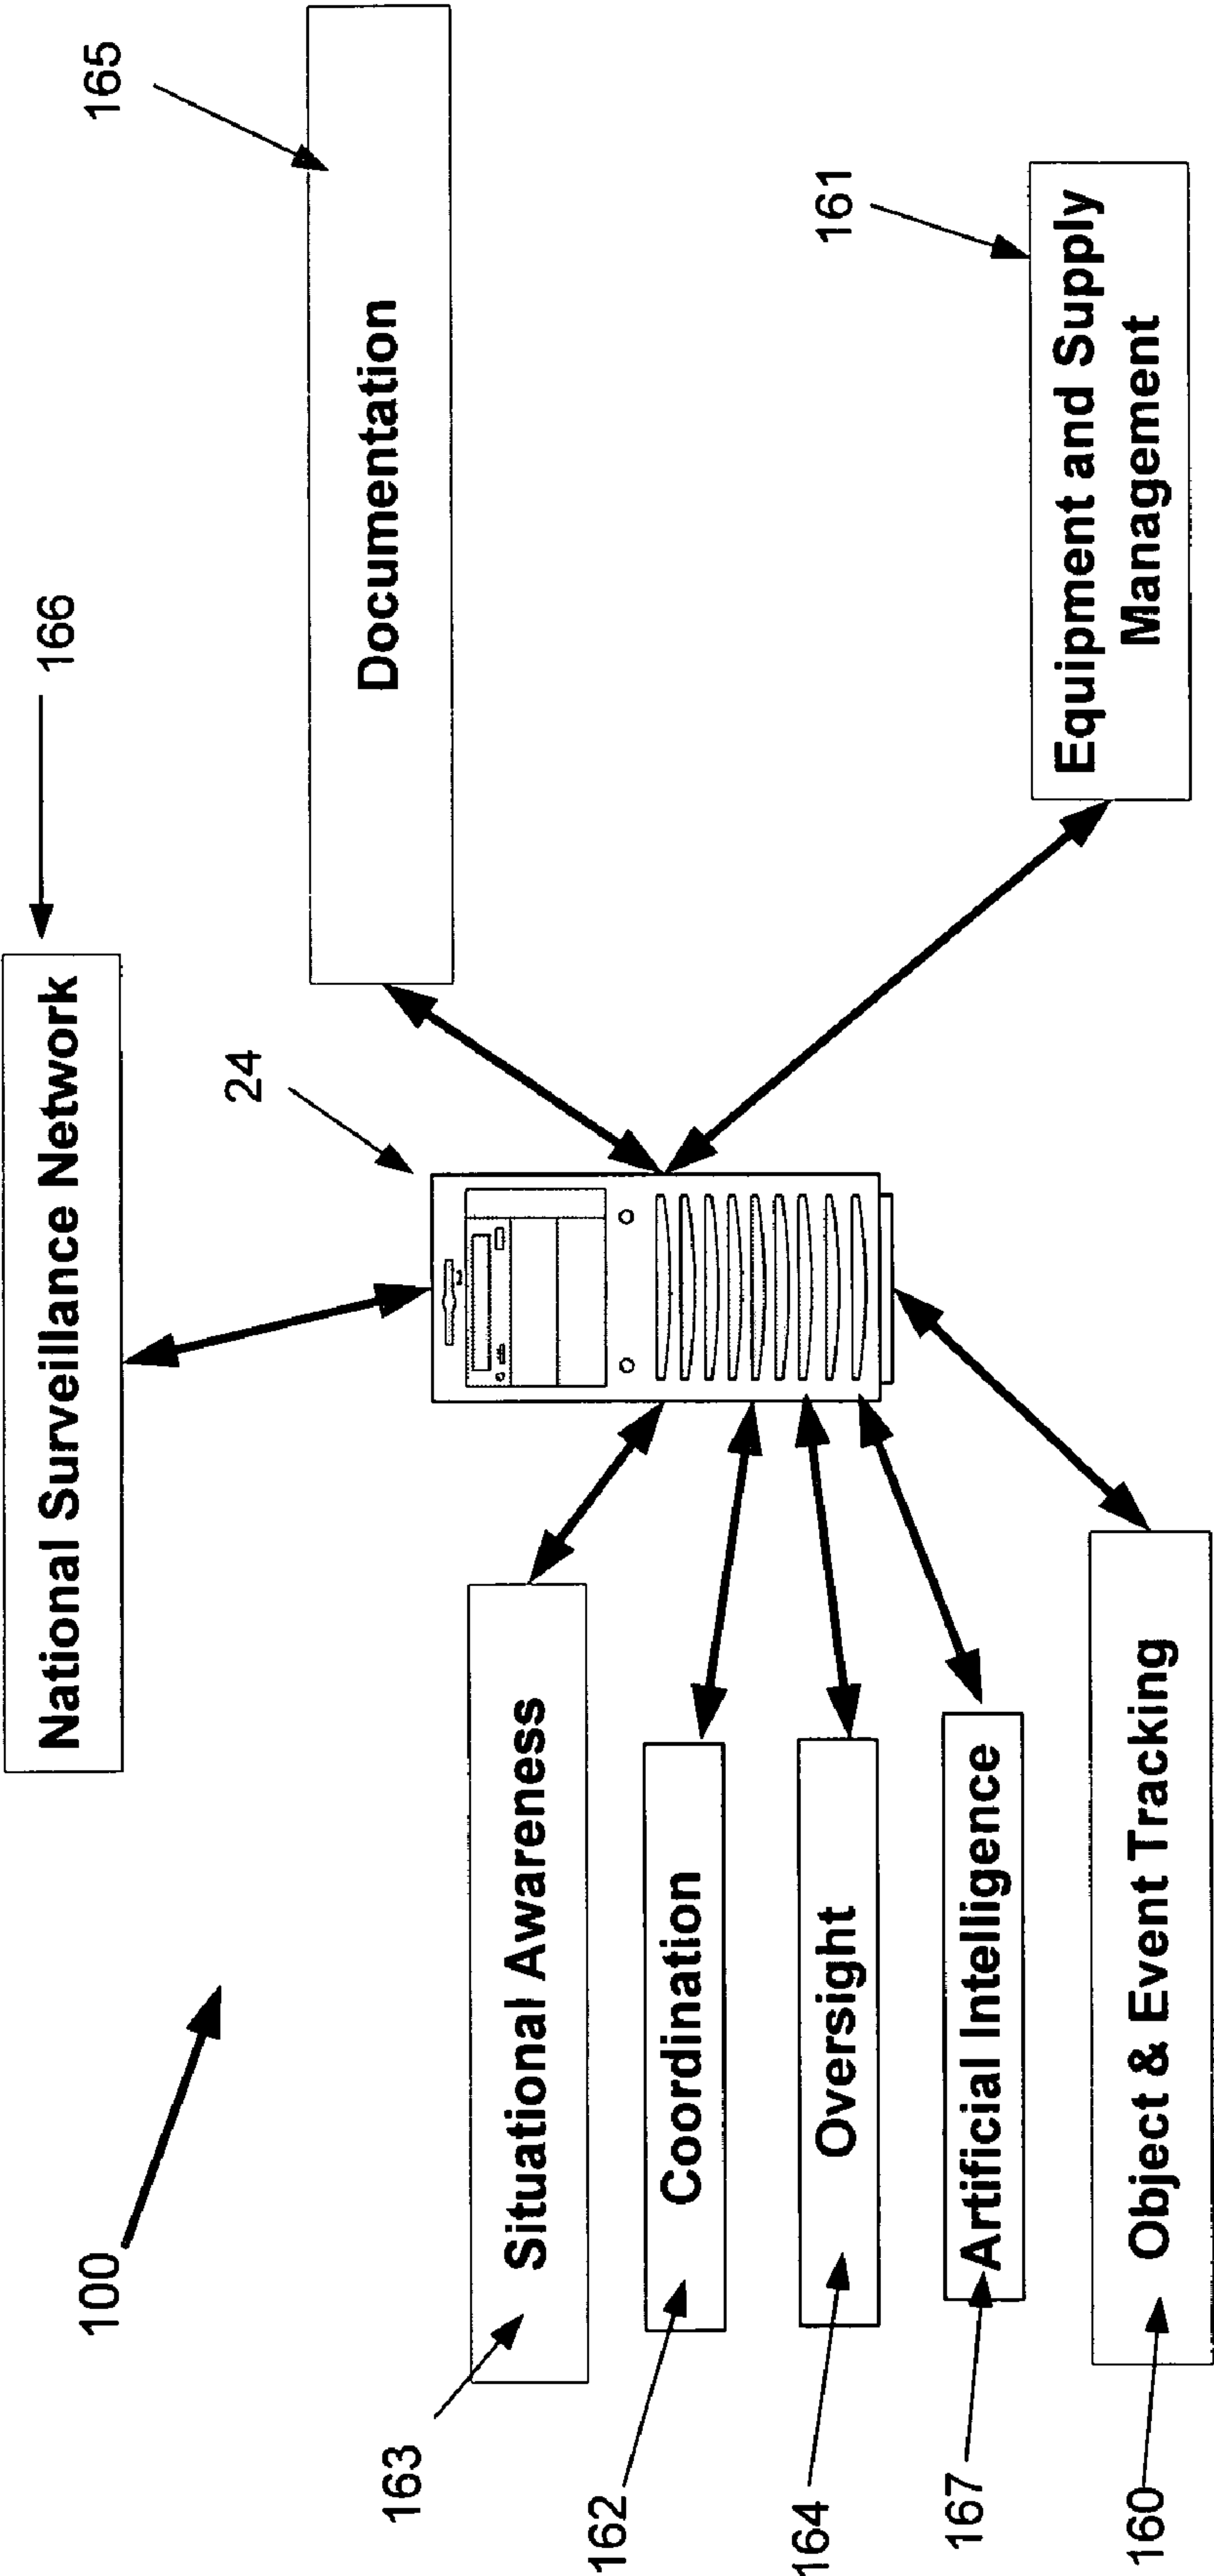 166
National Surveillance Network
165
Documentation
24
100
163
Situational Awareness
162
Coordination
164
Oversight
167
Artificial Intelligence
160
Object & Event Tracking
161
Equipment and Supply
Management